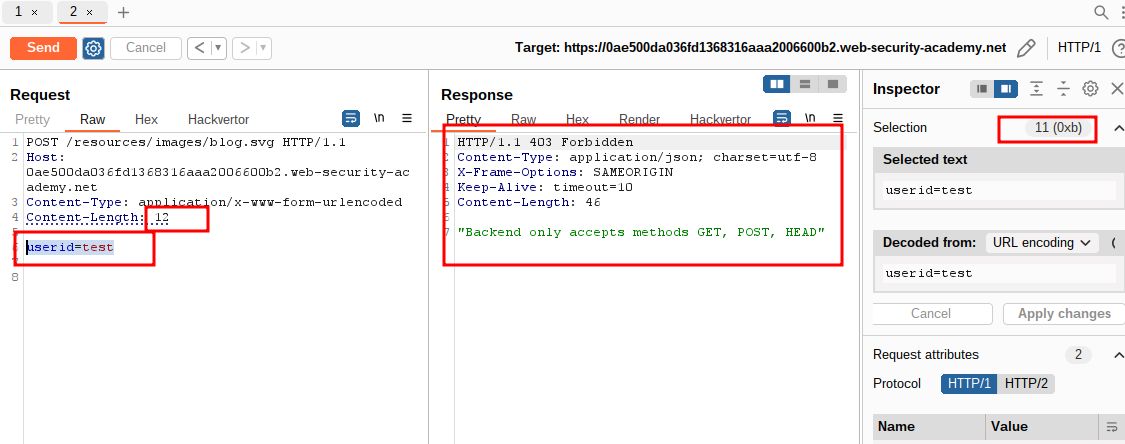 1 × 2 × +
Send Cancel < ▾ > ▾ Target: https://0ae500da036fd1368316aaa2006600b2.web-security-academy.net HTTP/1
Request
Pretty Raw Hex Hackvertor \n
1 POST /resources/images/blog.svg HTTP/1.1
2 Host:
0ae500da036fd1368316aaa2006600b2.web-security-ac
ademy.net
3 Content-Type: application/x-www-form-urlencoded
4 Content-Length: 12
5
6 userid=test
7
8
Response
Pretty Raw Hex Render Hackvertor \n
1 HTTP/1.1 403 Forbidden
2 Content-Type: application/json; charset=utf-8
3 X-Frame-Options: SAMEORIGIN
4 Keep-Alive: timeout=10
5 Content-Length: 46
6
7 "Backend only accepts methods GET, POST, HEAD"
Inspector
Selection 11 (0xb)
Selected text
userid=test
Decoded from: URL encoding
userid=test
Cancel Apply changes
Request attributes 2
Protocol HTTP/1 HTTP/2
Name Value